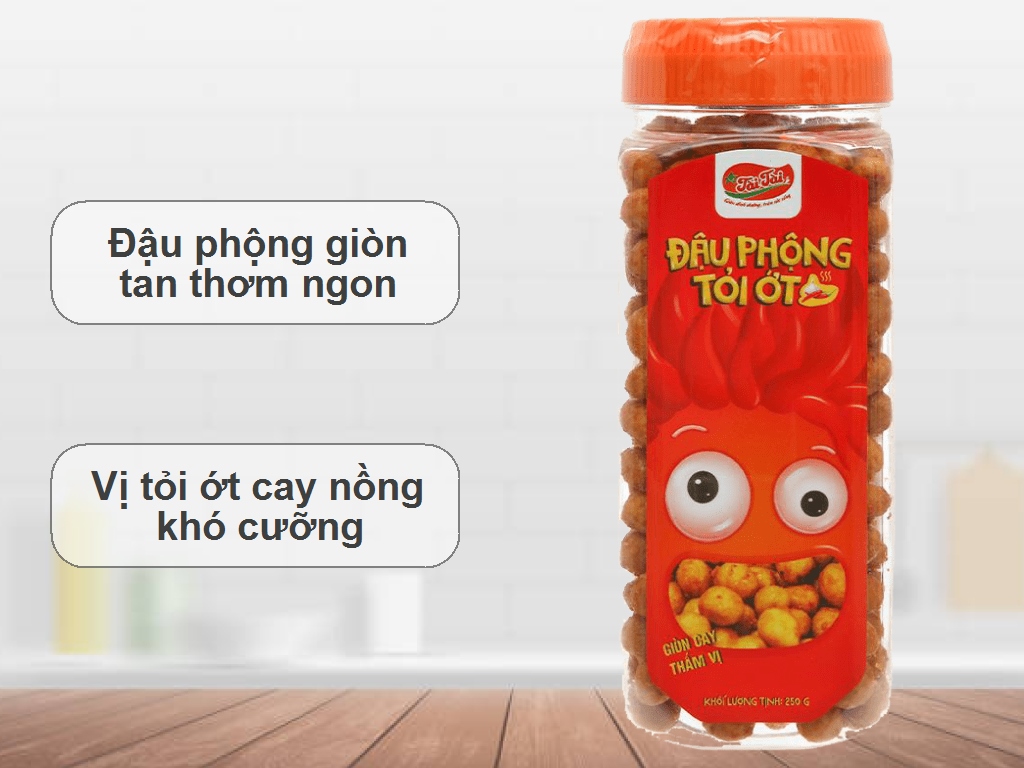 Đậu phộng giòn
tan thơm ngon
Vị tỏi ớt cay nồng
khó cưỡng
Tài Tài
ĐẬU PHỘNG
TỎI ỚT
GIÒN CAY
THẤM VỊ
KHỐI LƯỢNG TỊNH: 250 G